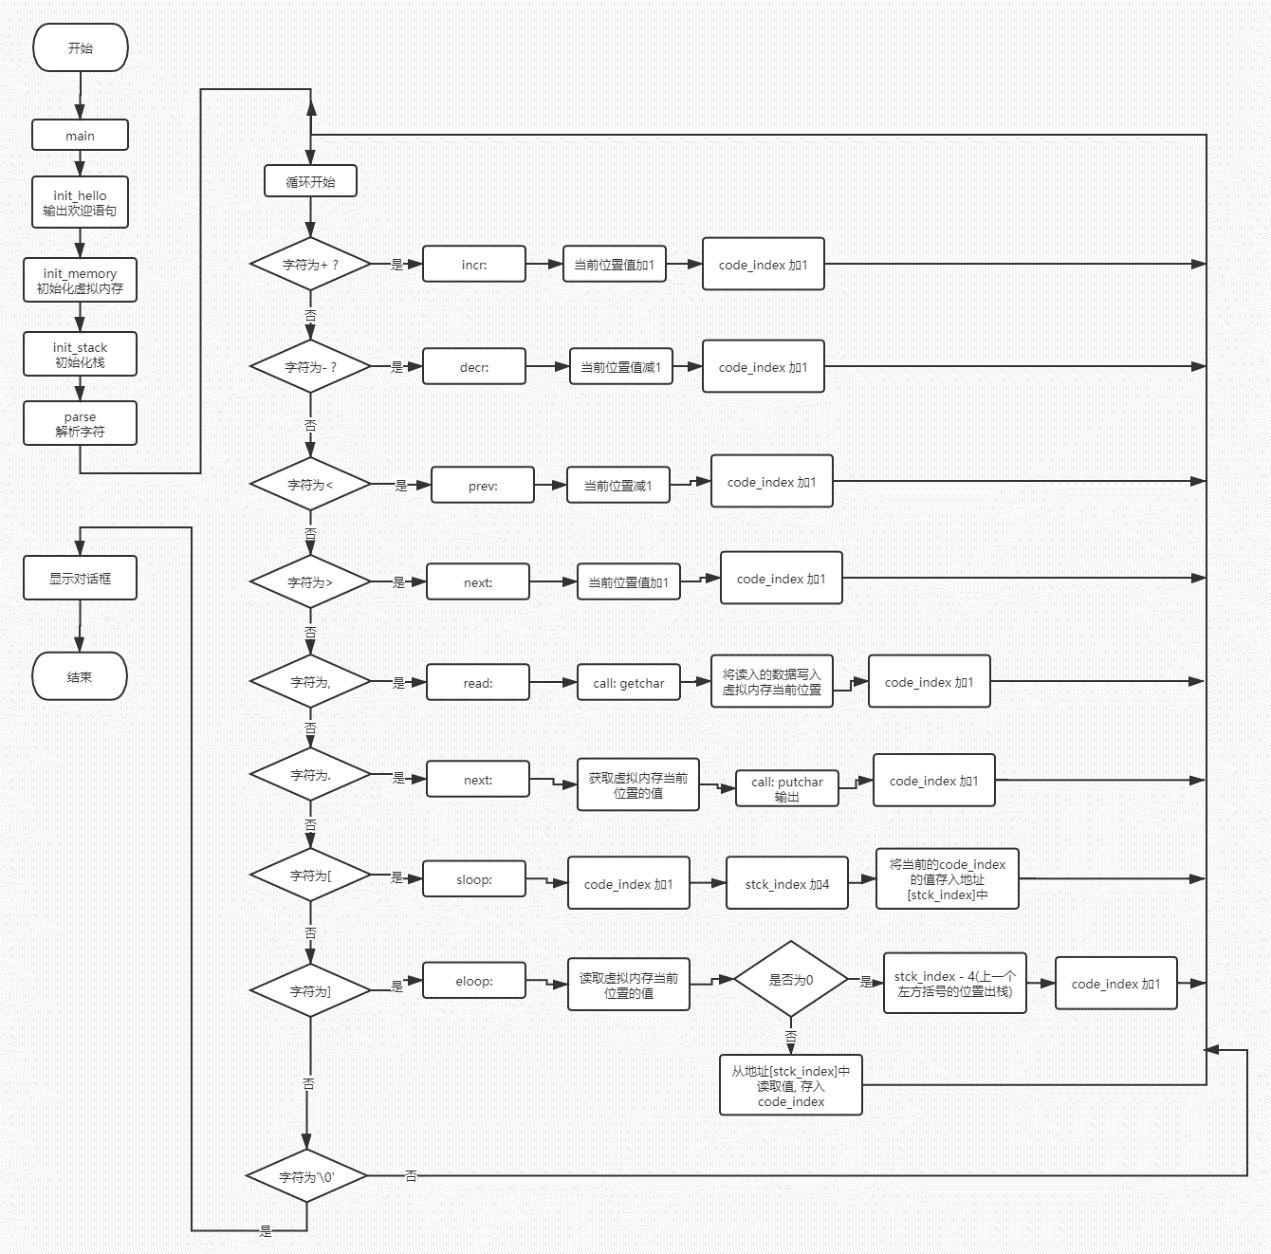 开始
main
init_hello
输出欢迎语句
init_memory
初始化虚拟内存
init_stack
初始化栈
parse
解析字符
循环开始
字符为+ ?
是
incr:
当前位置值加1
code_index 加1
否
字符为- ?
是
decr:
当前位置值减1
code_index 加1
否
字符为<
是
prev:
当前位置减1
code_index 加1
否
字符为>
是
next:
当前位置值加1
code_index 加1
否
字符为,
是
read:
call: getchar
将读入的数据写入
虚拟内存当前位置
code_index 加1
否
字符为.
是
next:
获取虚拟内存当前
位置的值
call: putchar
输出
code_index 加1
否
字符为[
是
sloop:
code_index 加1
stck_index 加4
将当前的code_index
的值存入地址
[stck_index]中
否
字符为]
是
eloop:
读取虚拟内存当前
位置的值
是否为0
是
stck_index - 4(上一个
左方括号的位置出栈)
code_index 加1
否
从地址[stck_index]中
读取值, 存入
code_index
否
字符为'\0'
否
是
显示对话框
结束